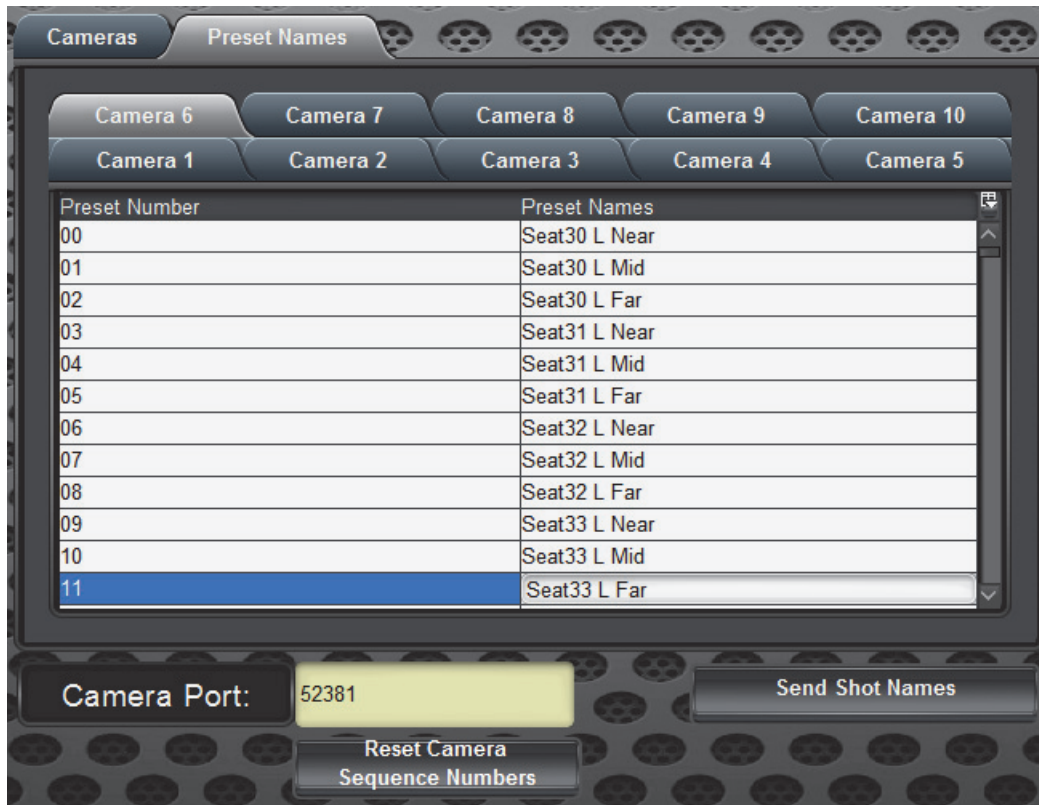 Cameras Preset Names
Camera 6 Camera 7 Camera 8 Camera 9 Camera 10
Camera 1 Camera 2 Camera 3 Camera 4 Camera 5
Preset Number Preset Names
00 Seat30 L Near
01 Seat30 L Mid
02 Seat30 L Far
03 Seat31 L Near
04 Seat31 L Mid
05 Seat31 L Far
06 Seat32 L Near
07 Seat32 L Mid
08 Seat32 L Far
09 Seat33 L Near
10 Seat33 L Mid
11 Seat33 L Far
Camera Port: 52381 Send Shot Names
Reset Camera
Sequence Numbers